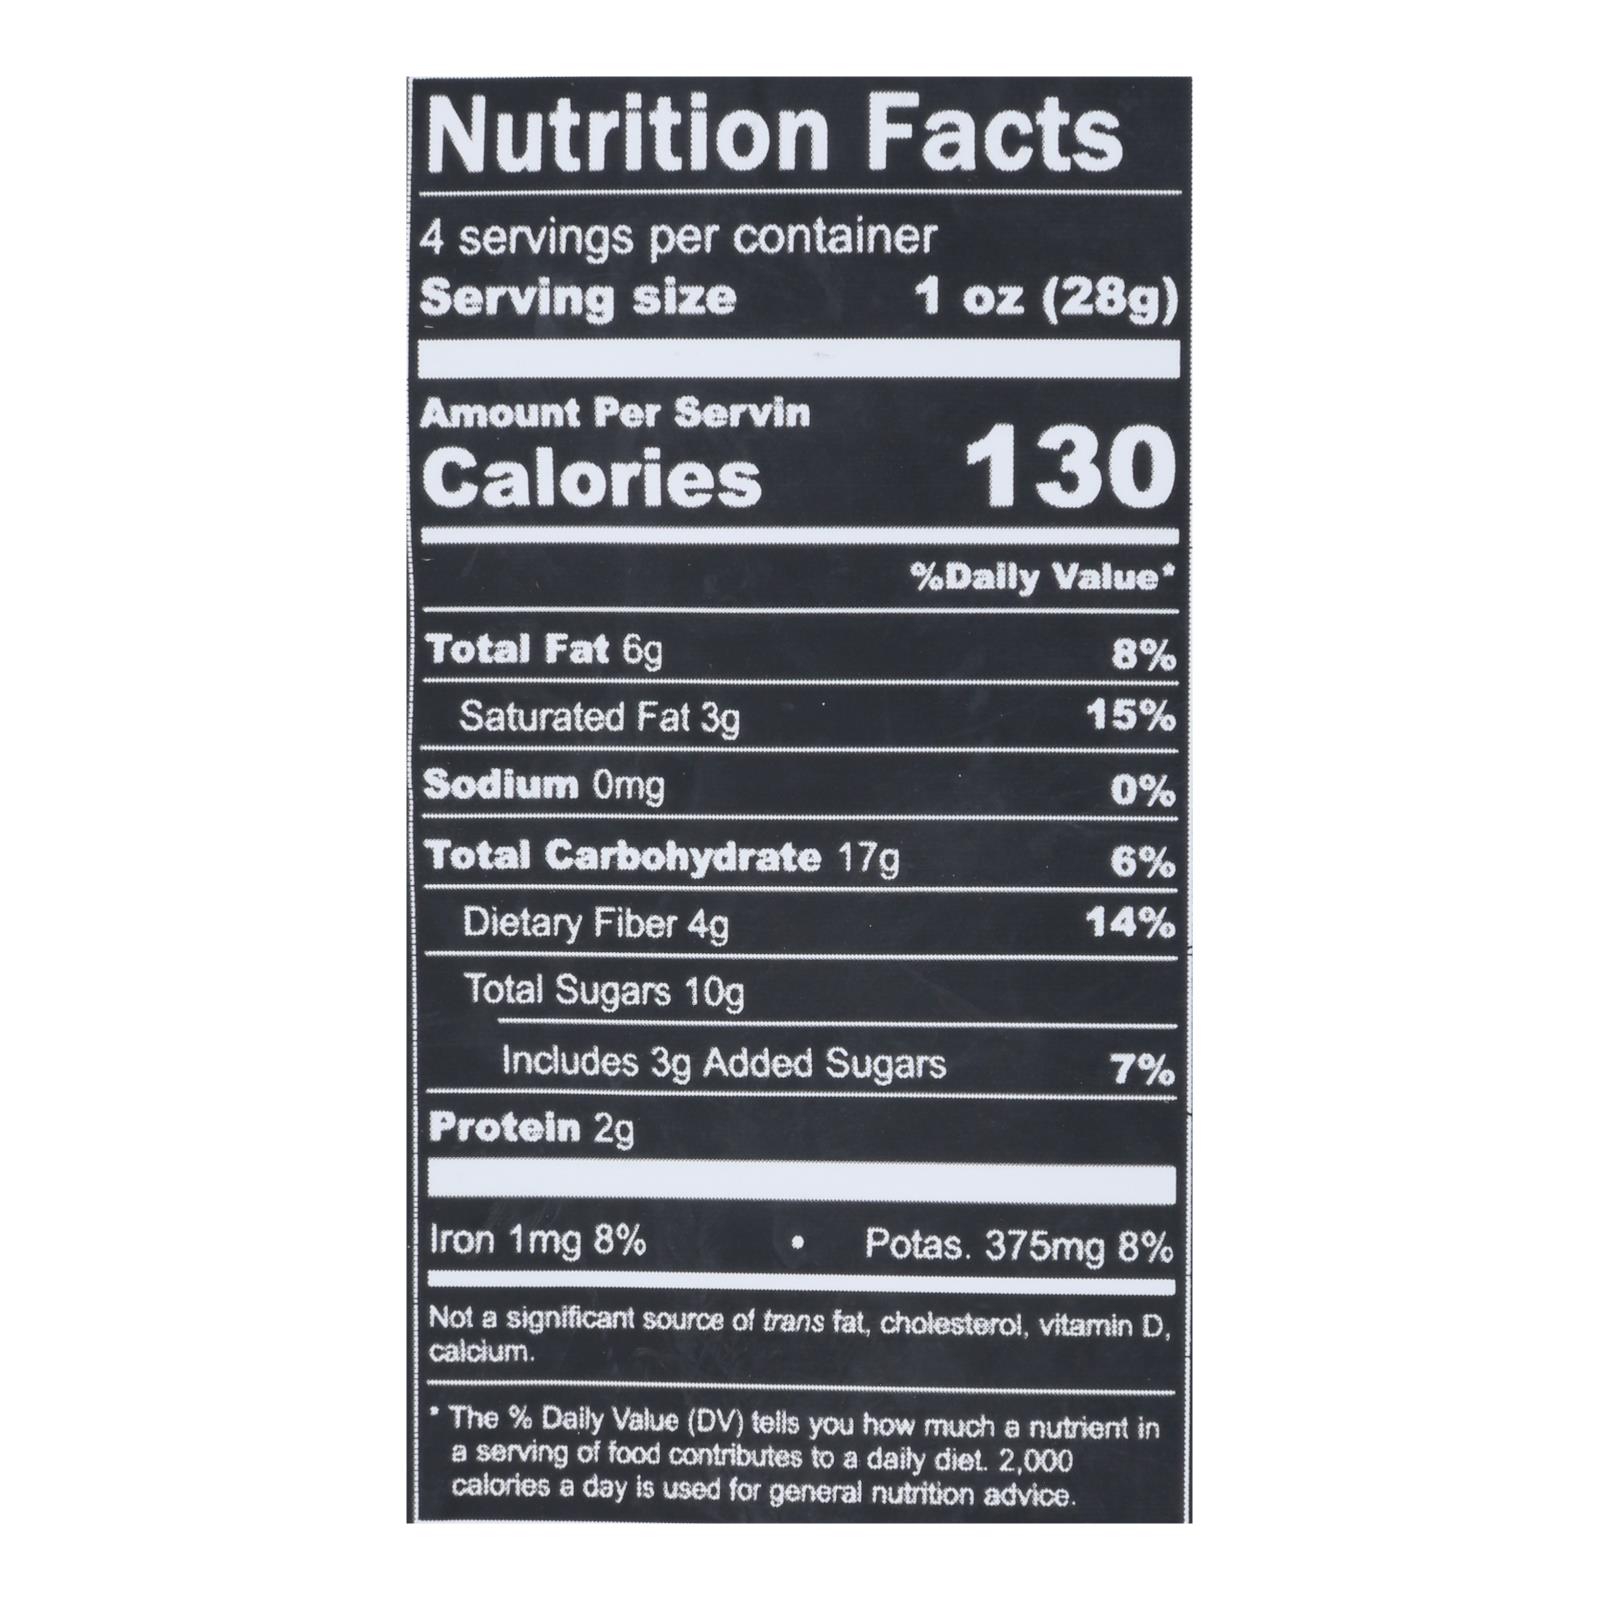 Nutrition Facts
4 servings per container
Serving size 1 oz (28g)
Amount Per Servin
Calories 130
%Daily Value*
Total Fat 6g 8%
Saturated Fat 3g 15%
Sodium 0mg 0%
Total Carbohydrate 17g 6%
Dietary Fiber 4g 14%
Total Sugars 10g
Includes 3g Added Sugars 7%
Protein 2g
Iron 1mg 8% • Potas. 375mg 8%
Not a significant source of trans fat, cholesterol, vitamin D,
calcium.
* The % Daily Value (DV) tells you how much a nutrient in
a serving of food contributes to a daily diet. 2,000
calories a day is used for general nutrition advice.